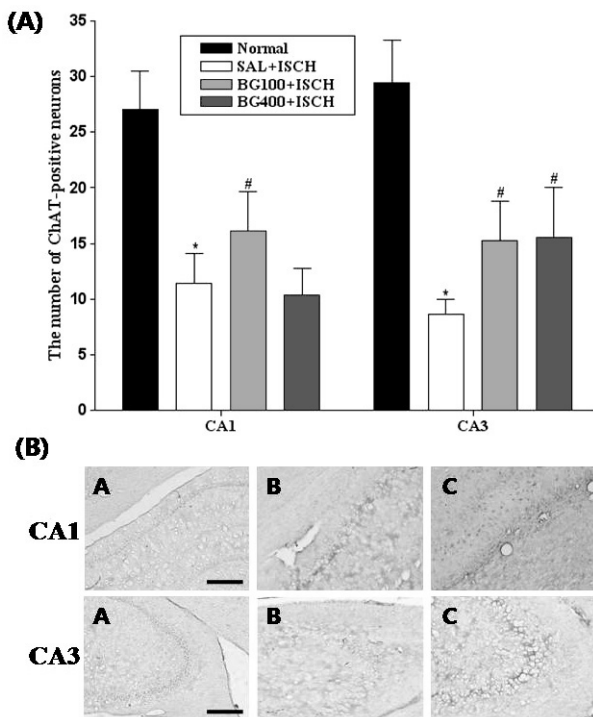 (A)
35
30
25
20
15
10
5
0
The number of ChAT-positive neurons
Normal
SAL+ISCH
BG100+ISCH
BG400+ISCH
*
#
*
#
#
CA1 CA3
(B)
CA1
A B C
CA3
A B C